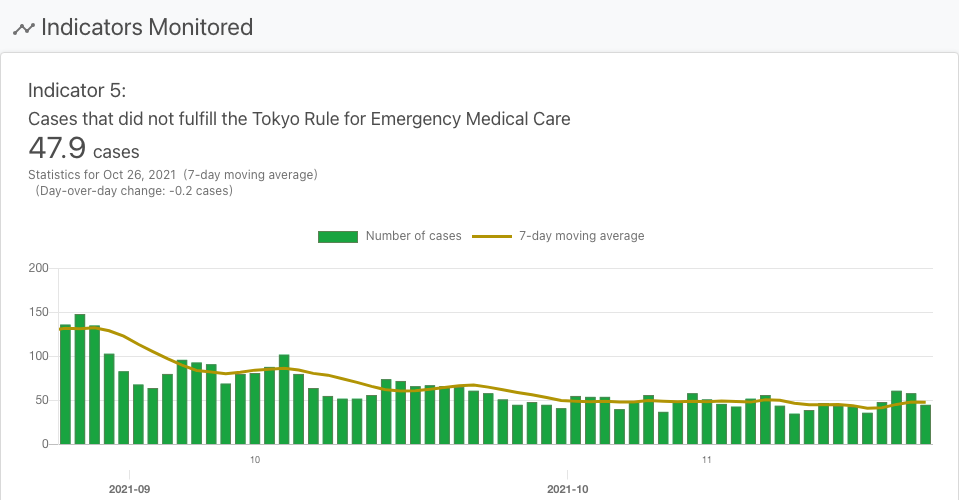 Indicators Monitored
Indicator 5:
Cases that did not fulfill the Tokyo Rule for Emergency Medical Care
47.9 cases
Statistics for Oct 26, 2021 (7-day moving average)
(Day-over-day change: -0.2 cases)
Number of cases 7-day moving average
200
150
100
50
0
10 11
2021-09 2021-10